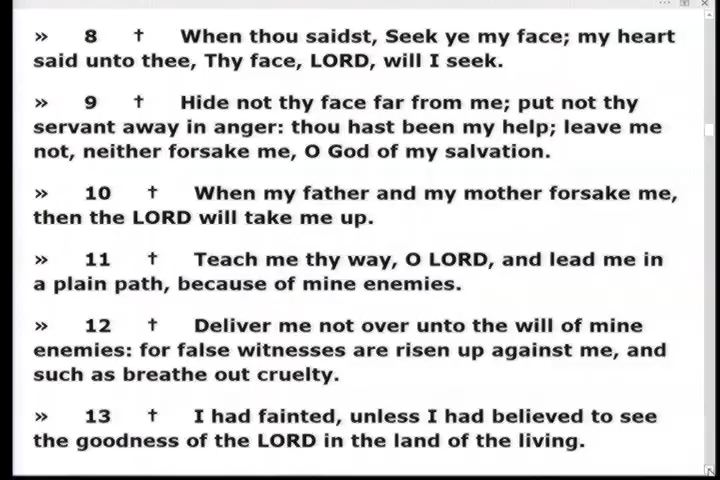 » 8 † When thou saidst, Seek ye my face; my heart
said unto thee, Thy face, LORD, will I seek.
» 9 † Hide not thy face far from me; put not thy
servant away in anger: thou hast been my help; leave me
not, neither forsake me, O God of my salvation.
» 10 † When my father and my mother forsake me,
then the LORD will take me up.
» 11 † Teach me thy way, O LORD, and lead me in
a plain path, because of mine enemies.
» 12 † Deliver me not over unto the will of mine
enemies: for false witnesses are risen up against me, and
such as breathe out cruelty.
» 13 † I had fainted, unless I had believed to see
the goodness of the LORD in the land of the living.